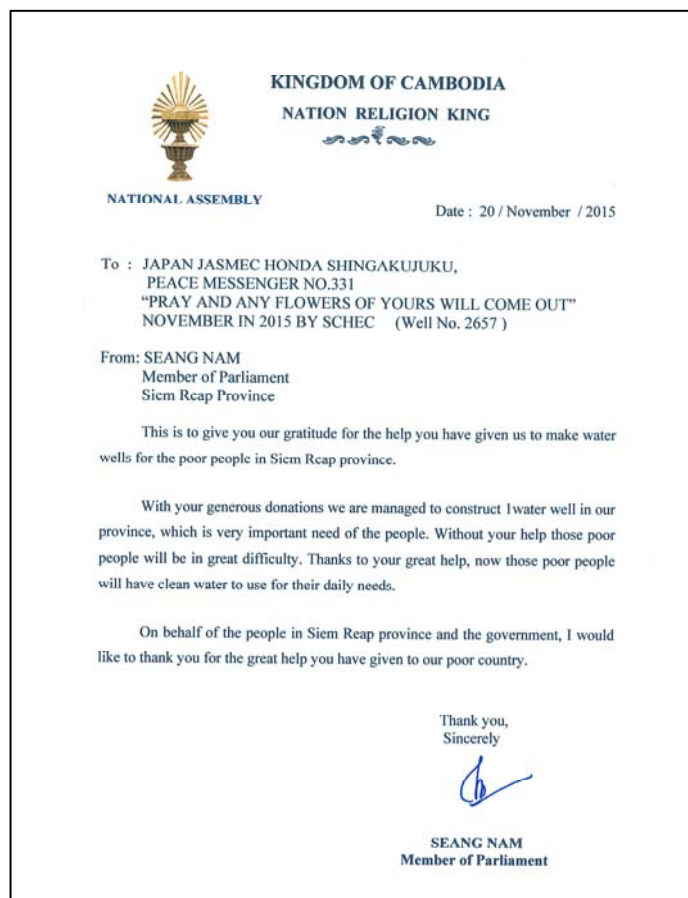 KINGDOM OF CAMBODIA
NATION RELIGION KING
NATIONAL ASSEMBLY
Date : 20 / November / 2015
To : JAPAN JASMEC HONDA SHINGAKUJUKU,
PEACE MESSENGER NO.331
“PRAY AND ANY FLOWERS OF YOURS WILL COME OUT”
NOVEMBER IN 2015 BY SCHEC (Well No. 2657 )
From: SEANG NAM
Member of Parliament
Siem Reap Province
This is to give you our gratitude for the help you have given us to make water
wells for the poor people in Siem Reap province.
With your generous donations we are managed to construct 1water well in our
province, which is very important need of the people. Without your help those poor
people will be in great difficulty. Thanks to your great help, now those poor people
will have clean water to use for their daily needs.
On behalf of the people in Siem Reap province and the government, I would
like to thank you for the great help you have given to our poor country.
Thank you,
Sincerely
SEANG NAM
Member of Parliament